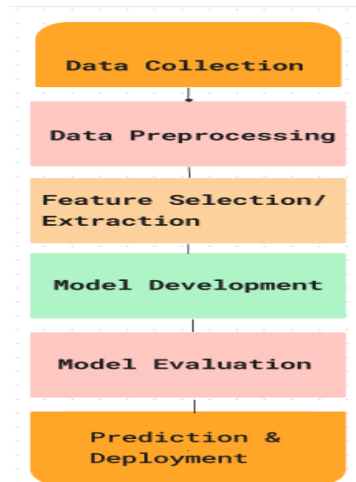 Data Collection
Data Preprocessing
Feature Selection/
Extraction
Model Development
Model Evaluation
Prediction &
Deployment